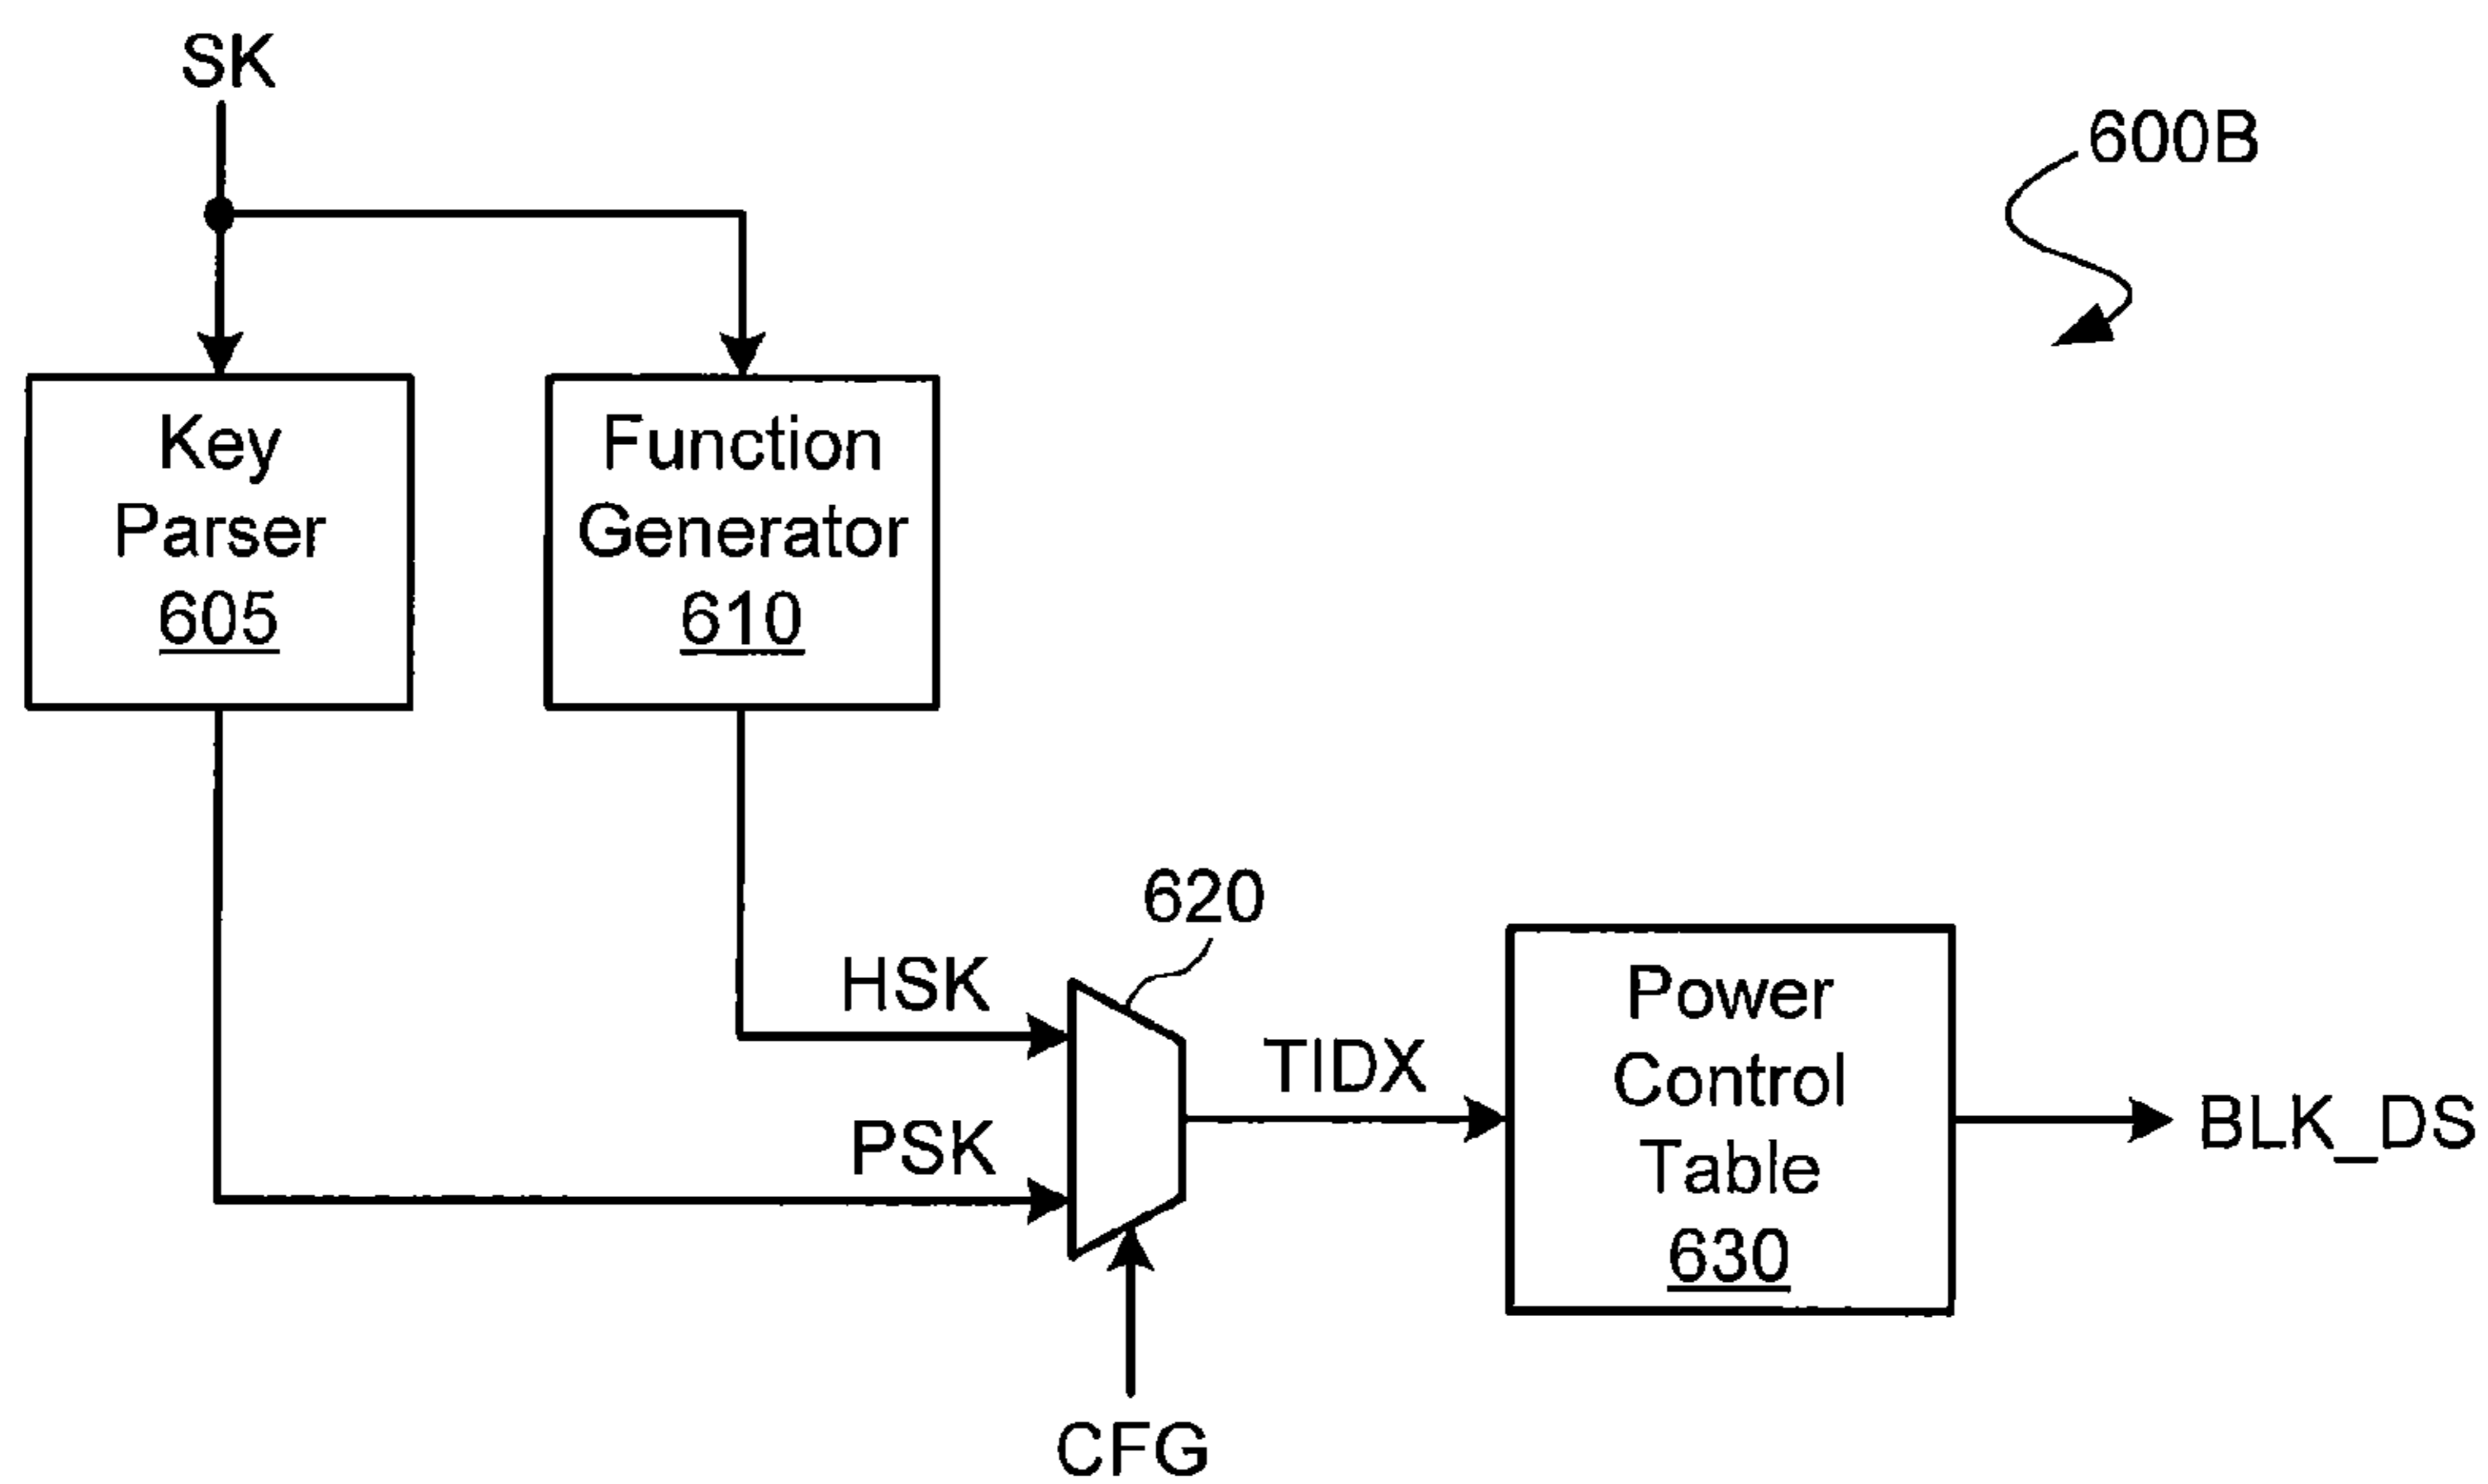 SK
600B
Key
Parser
605
Function
Generator
610
620
HSK
PSK
TIDX
Power
Control
Table
630
BLK_DS
CFG